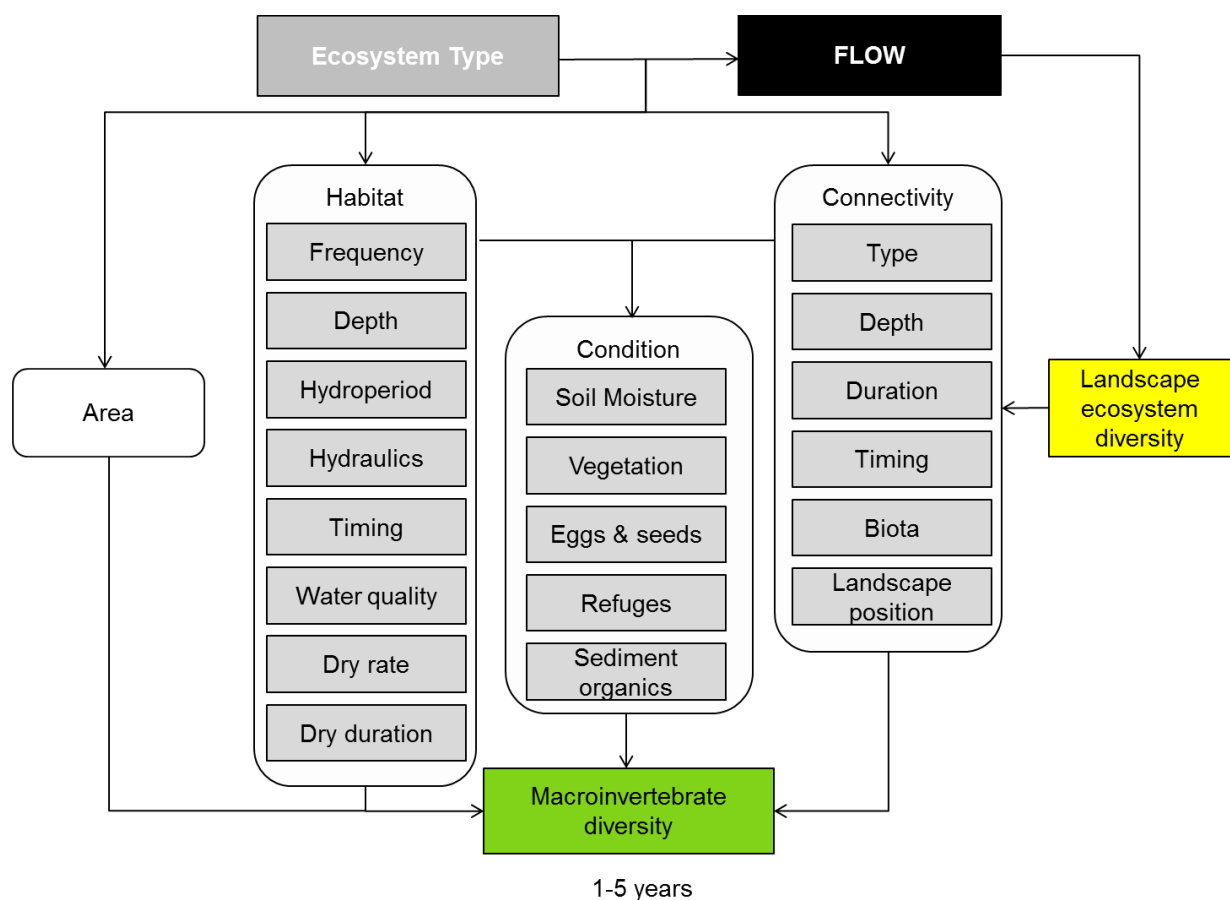 Ecosystem Type
FLOW
Habitat
Frequency
Depth
Hydroperiod
Hydraulics
Timing
Water quality
Dry rate
Dry duration
Connectivity
Type
Depth
Duration
Timing
Biota
Landscape
position
Condition
Soil Moisture
Vegetation
Eggs & seeds
Refuges
Sediment
organics
Area
Landscape
ecosystem
diversity
Macroinvertebrate
diversity
1-5 years